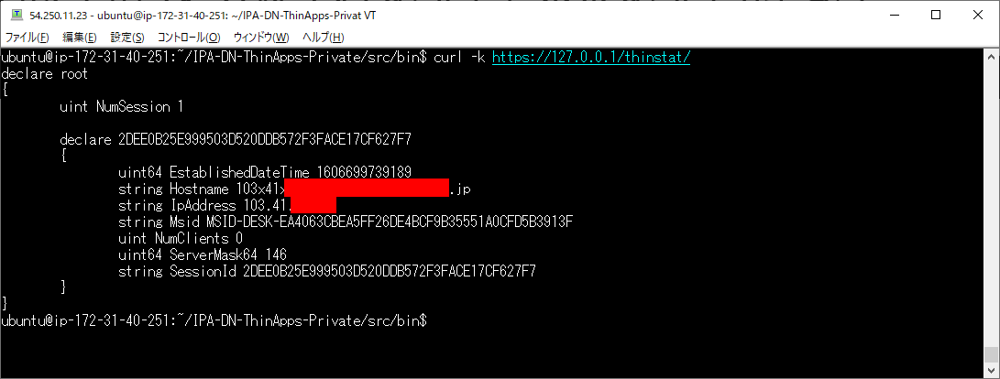 54.250.11.23 - ubuntu@ip-172-31-40-251: ~/IPA-DN-ThinApps-Privat VT
ファイル(F) 編集(E) 設定(S) コントロール(O) ウィンドウ(W) ヘルプ(H)
ubuntu@ip-172-31-40-251:~/IPA-DN-ThinApps-Private/src/bin$ curl -k https://127.0.0.1/thinstat/
declare root
{
uint NumSession 1
declare 2DEE0B25E999503D520DDB572F3FACE17CF627F7
{
uint64 EstablishedDateTime 1606699739189
string Hostname 103x41x .jp
string IpAddress 103.41.
string Msid MSID-DESK-EA4063CBEA5FF26DE4BCF9B35551A0CFD5B3913F
uint NumClients 0
uint64 ServerMask64 146
string SessionId 2DEE0B25E999503D520DDB572F3FACE17CF627F7
}
}
ubuntu@ip-172-31-40-251:~/IPA-DN-ThinApps-Private/src/bin$